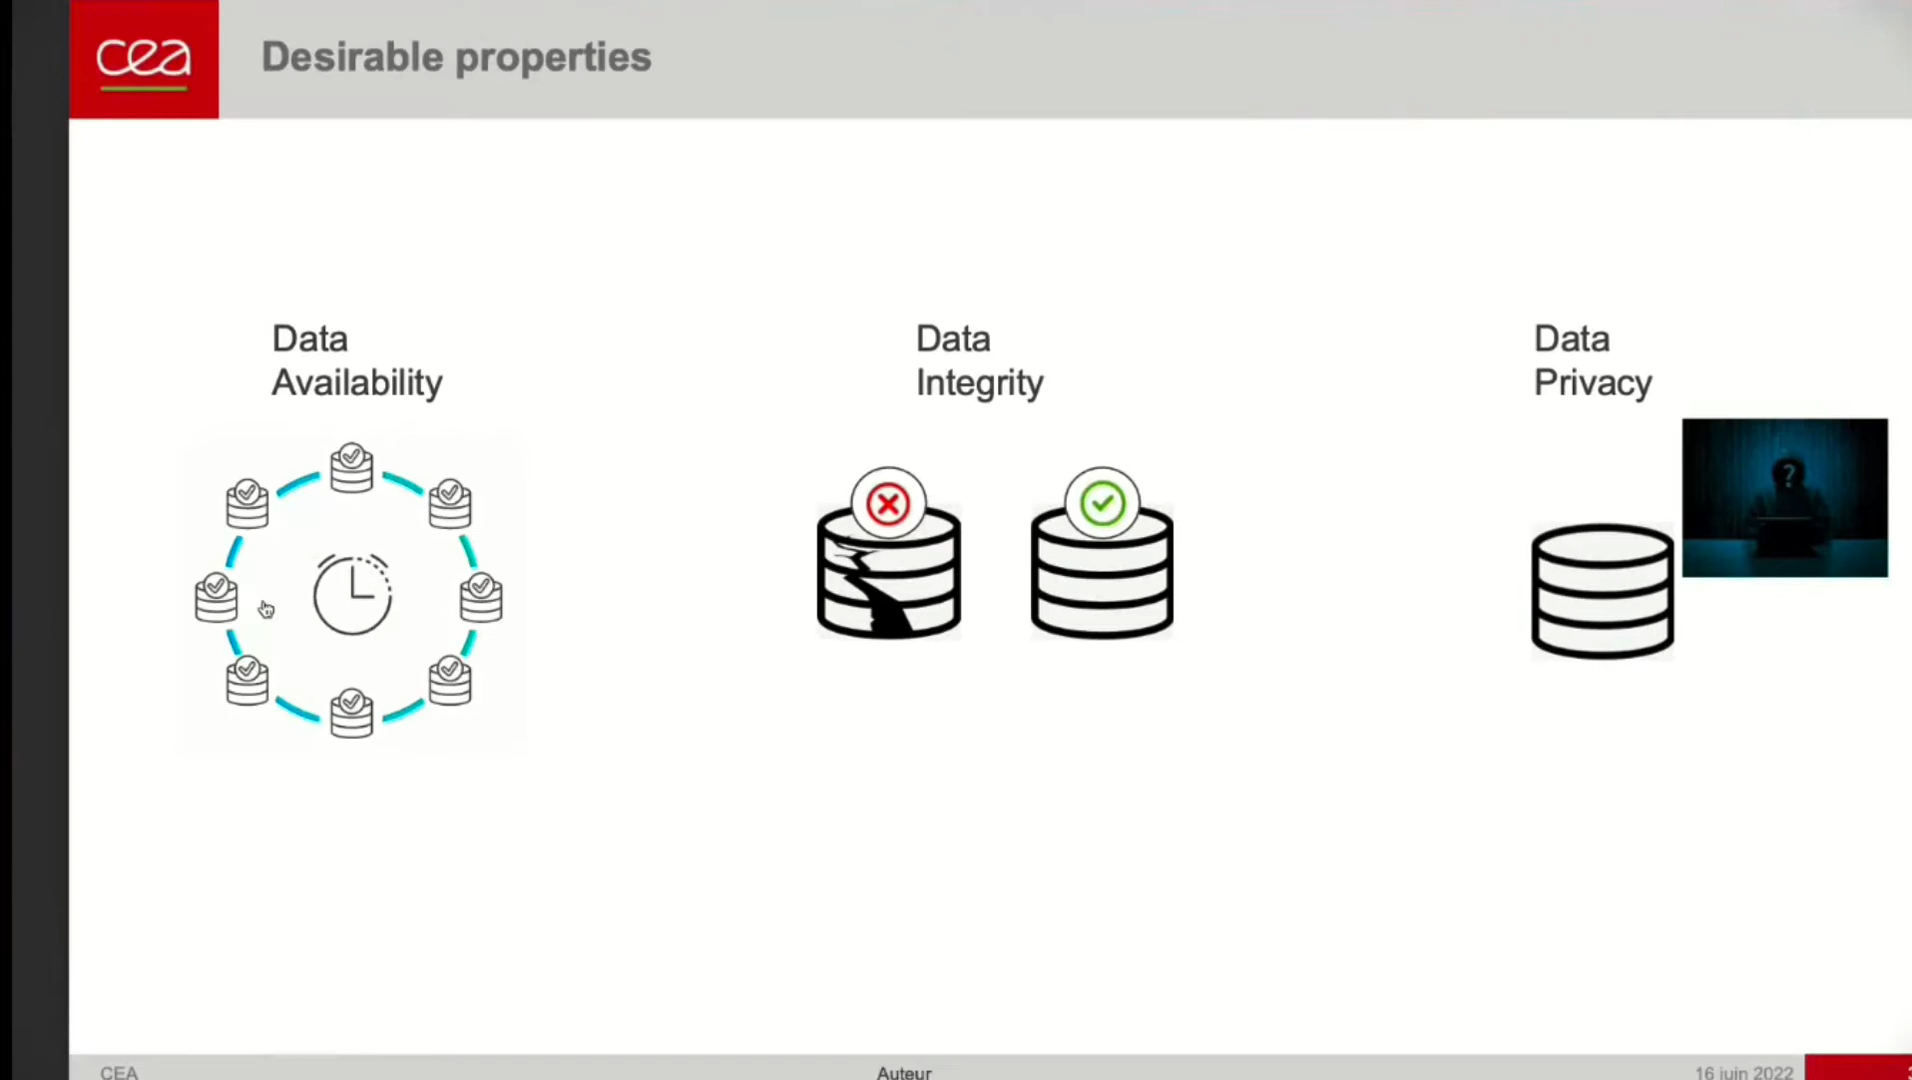 cea
Desirable properties
Data
Availability
Data
Integrity
Data
Privacy
?
CEA
Auteur
16 juin 2022